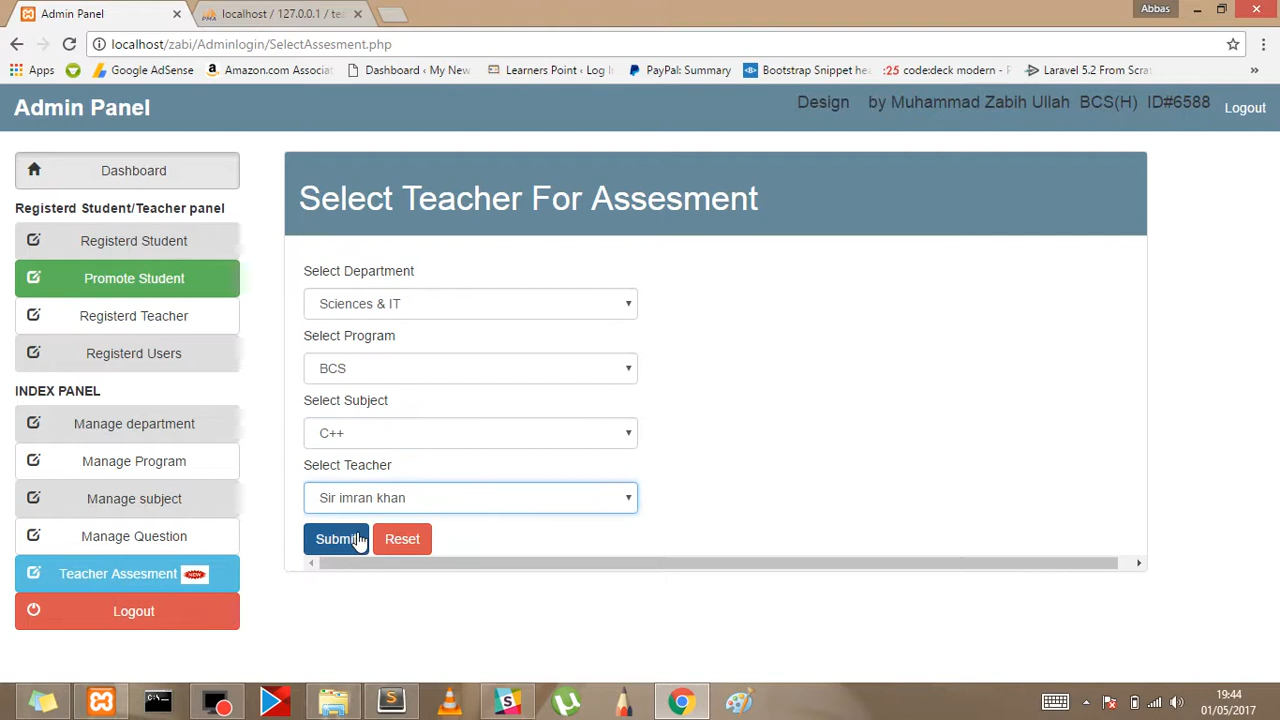 Admin Panel
localhost / 127.0.0.1 / te
Abbas
localhost/zabi/Adminlogin/SelectAssesment.php
Apps
Google AdSense
Amazon.com Associat
Dashboard ‹ My New
Learners Point ‹ Log I
PayPal: Summary
Bootstrap Snippet he
:25 code:deck modern - F
Laravel 5.2 From Scra
»
Admin Panel
Design by Muhammad Zabih Ullah BCS(H) ID#6588
Logout
Dashboard
Registerd Student/Teacher panel
Registerd Student
Promote Student
Registerd Teacher
Registerd Users
INDEX PANEL
Manage department
Manage Program
Manage subject
Manage Question
Teacher Assesment NEW
Logout
Select Teacher For Assesment
Select Department
Sciences & IT
Select Program
BCS
Select Subject
C++
Select Teacher
Sir imran khan
Submit
Reset
19:44
01/05/2017